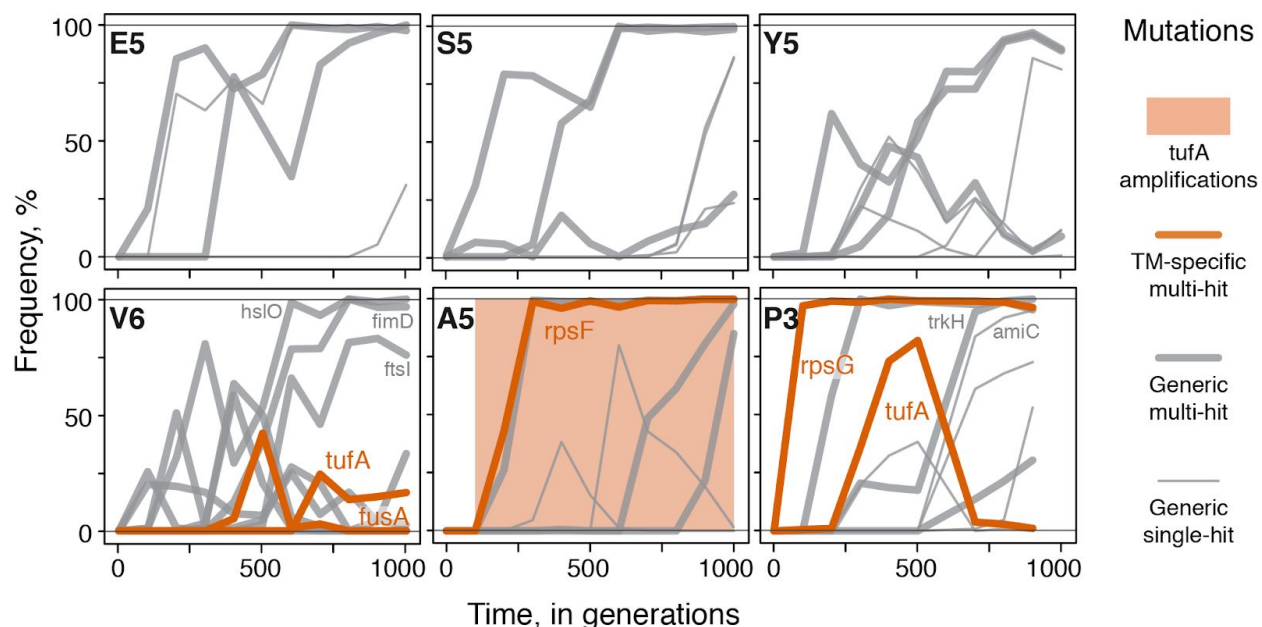 Frequency, %
100
50
0
E5
S5
Y5
100
50
0
V6
hslO
fimD
ftsI
tufA
fusA
A5
rpsF
P3
rpsG
tufA
trkH
amiC
0 500 1000
0 500 1000
0 500 1000
Time, in generations
Mutations
tufA
amplifications
TM-specific
multi-hit
Generic
multi-hit
Generic
single-hit